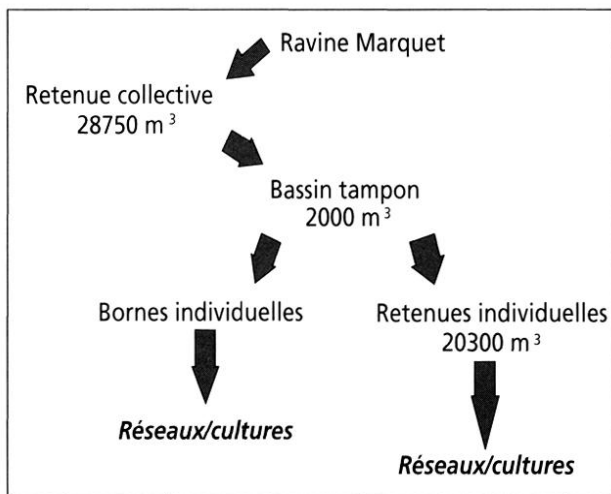 Ravine Marquet
Retenue collective
28750 m³
Bassin tampon
2000 m³
Bornes individuelles
Retenues individuelles
20300 m³
Réseaux/cultures
Réseaux/cultures